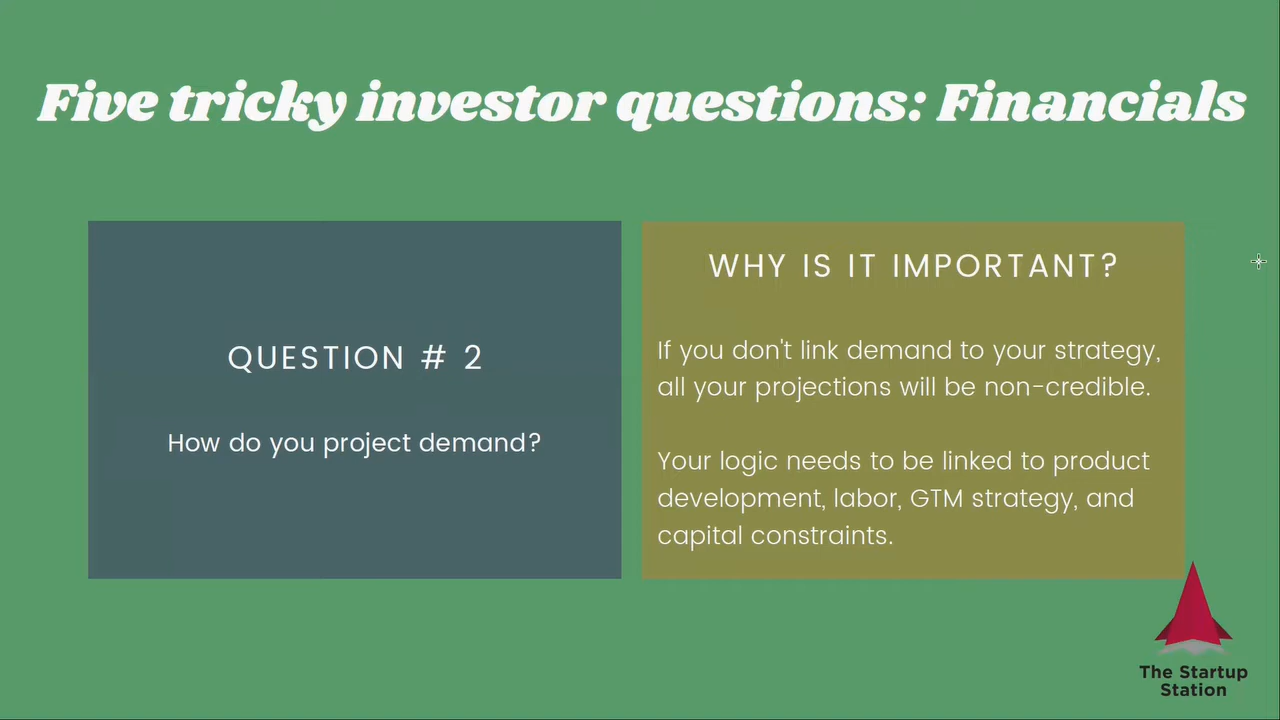 Five tricky investor questions: Financials
QUESTION # 2
How do you project demand?
WHY IS IT IMPORTANT?
If you don't link demand to your strategy,
all your projections will be non-credible.
Your logic needs to be linked to product
development, labor, GTM strategy, and
capital constraints.
The Startup
Station